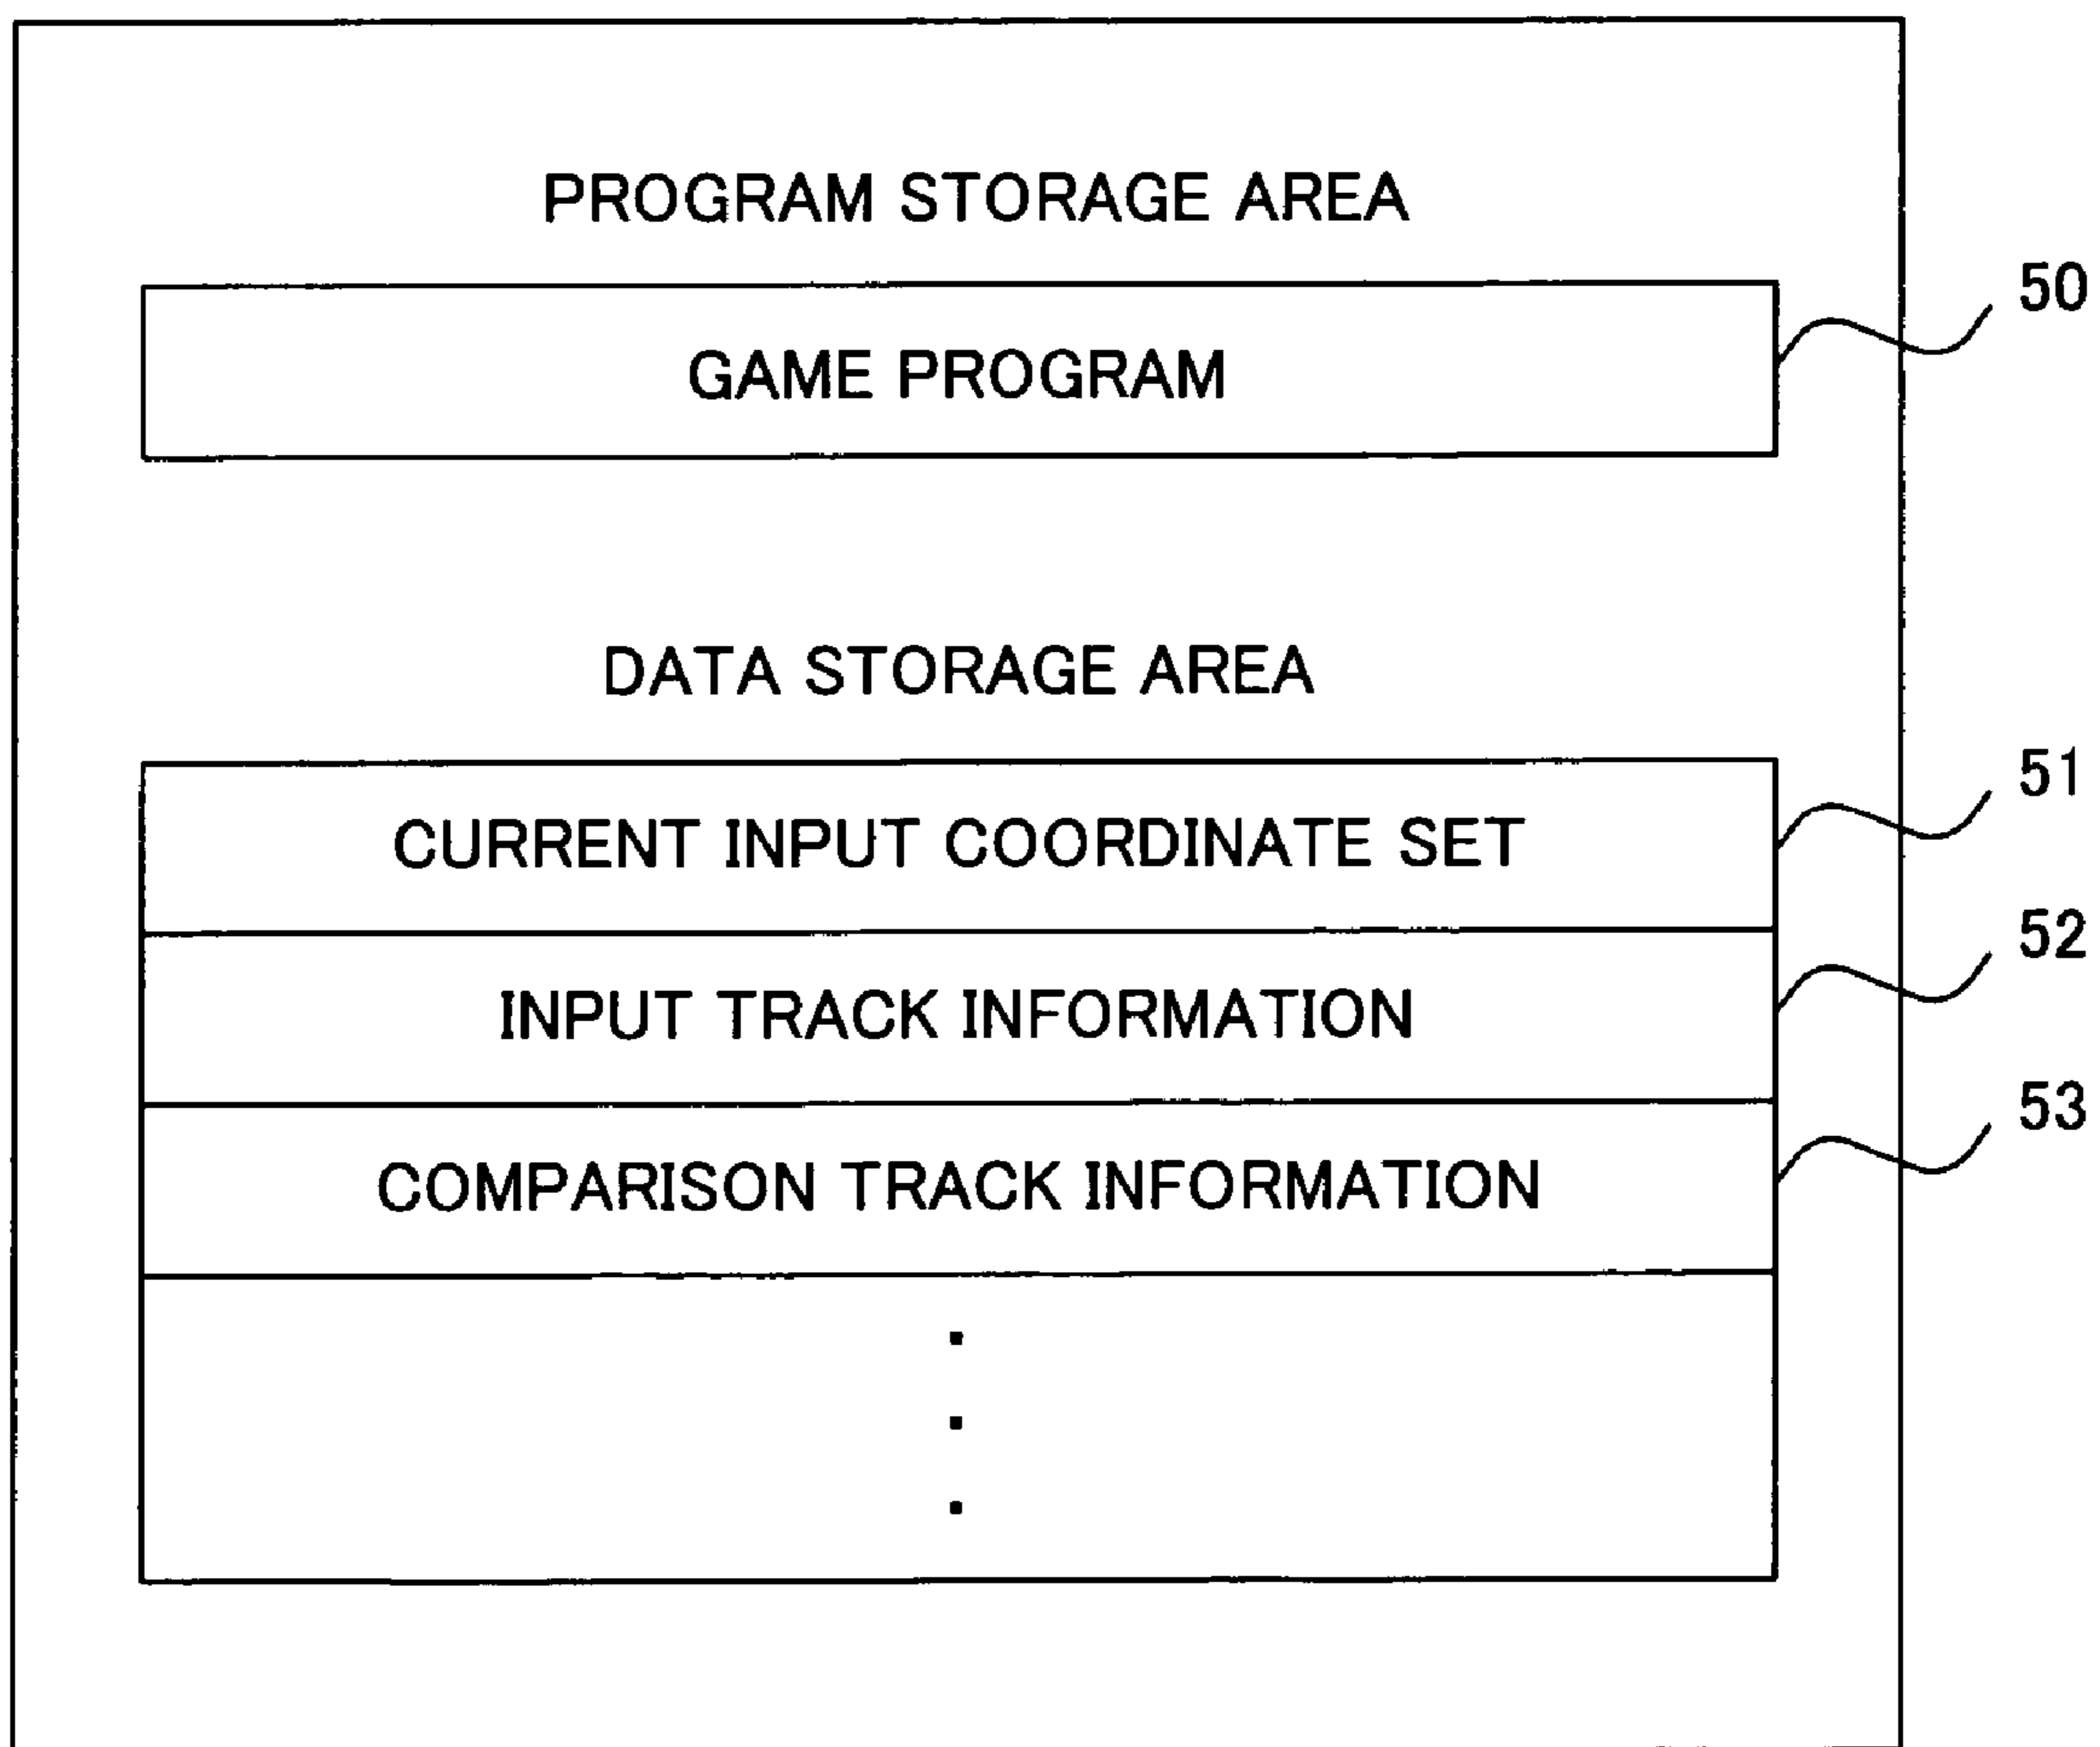 PROGRAM STORAGE AREA
50
GAME PROGRAM
DATA STORAGE AREA
51
CURRENT INPUT COORDINATE SET
52
INPUT TRACK INFORMATION
53
COMPARISON TRACK INFORMATION